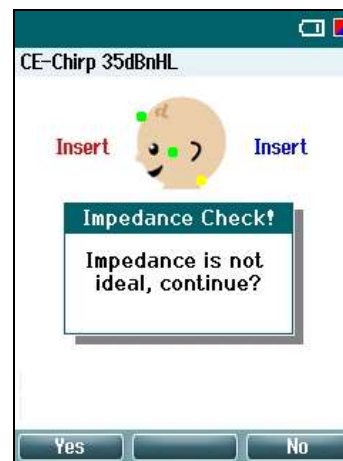 CE-Chirp 35dBnHL
Insert Insert
Impedance Check!
Impedance is not
ideal, continue?
Yes No